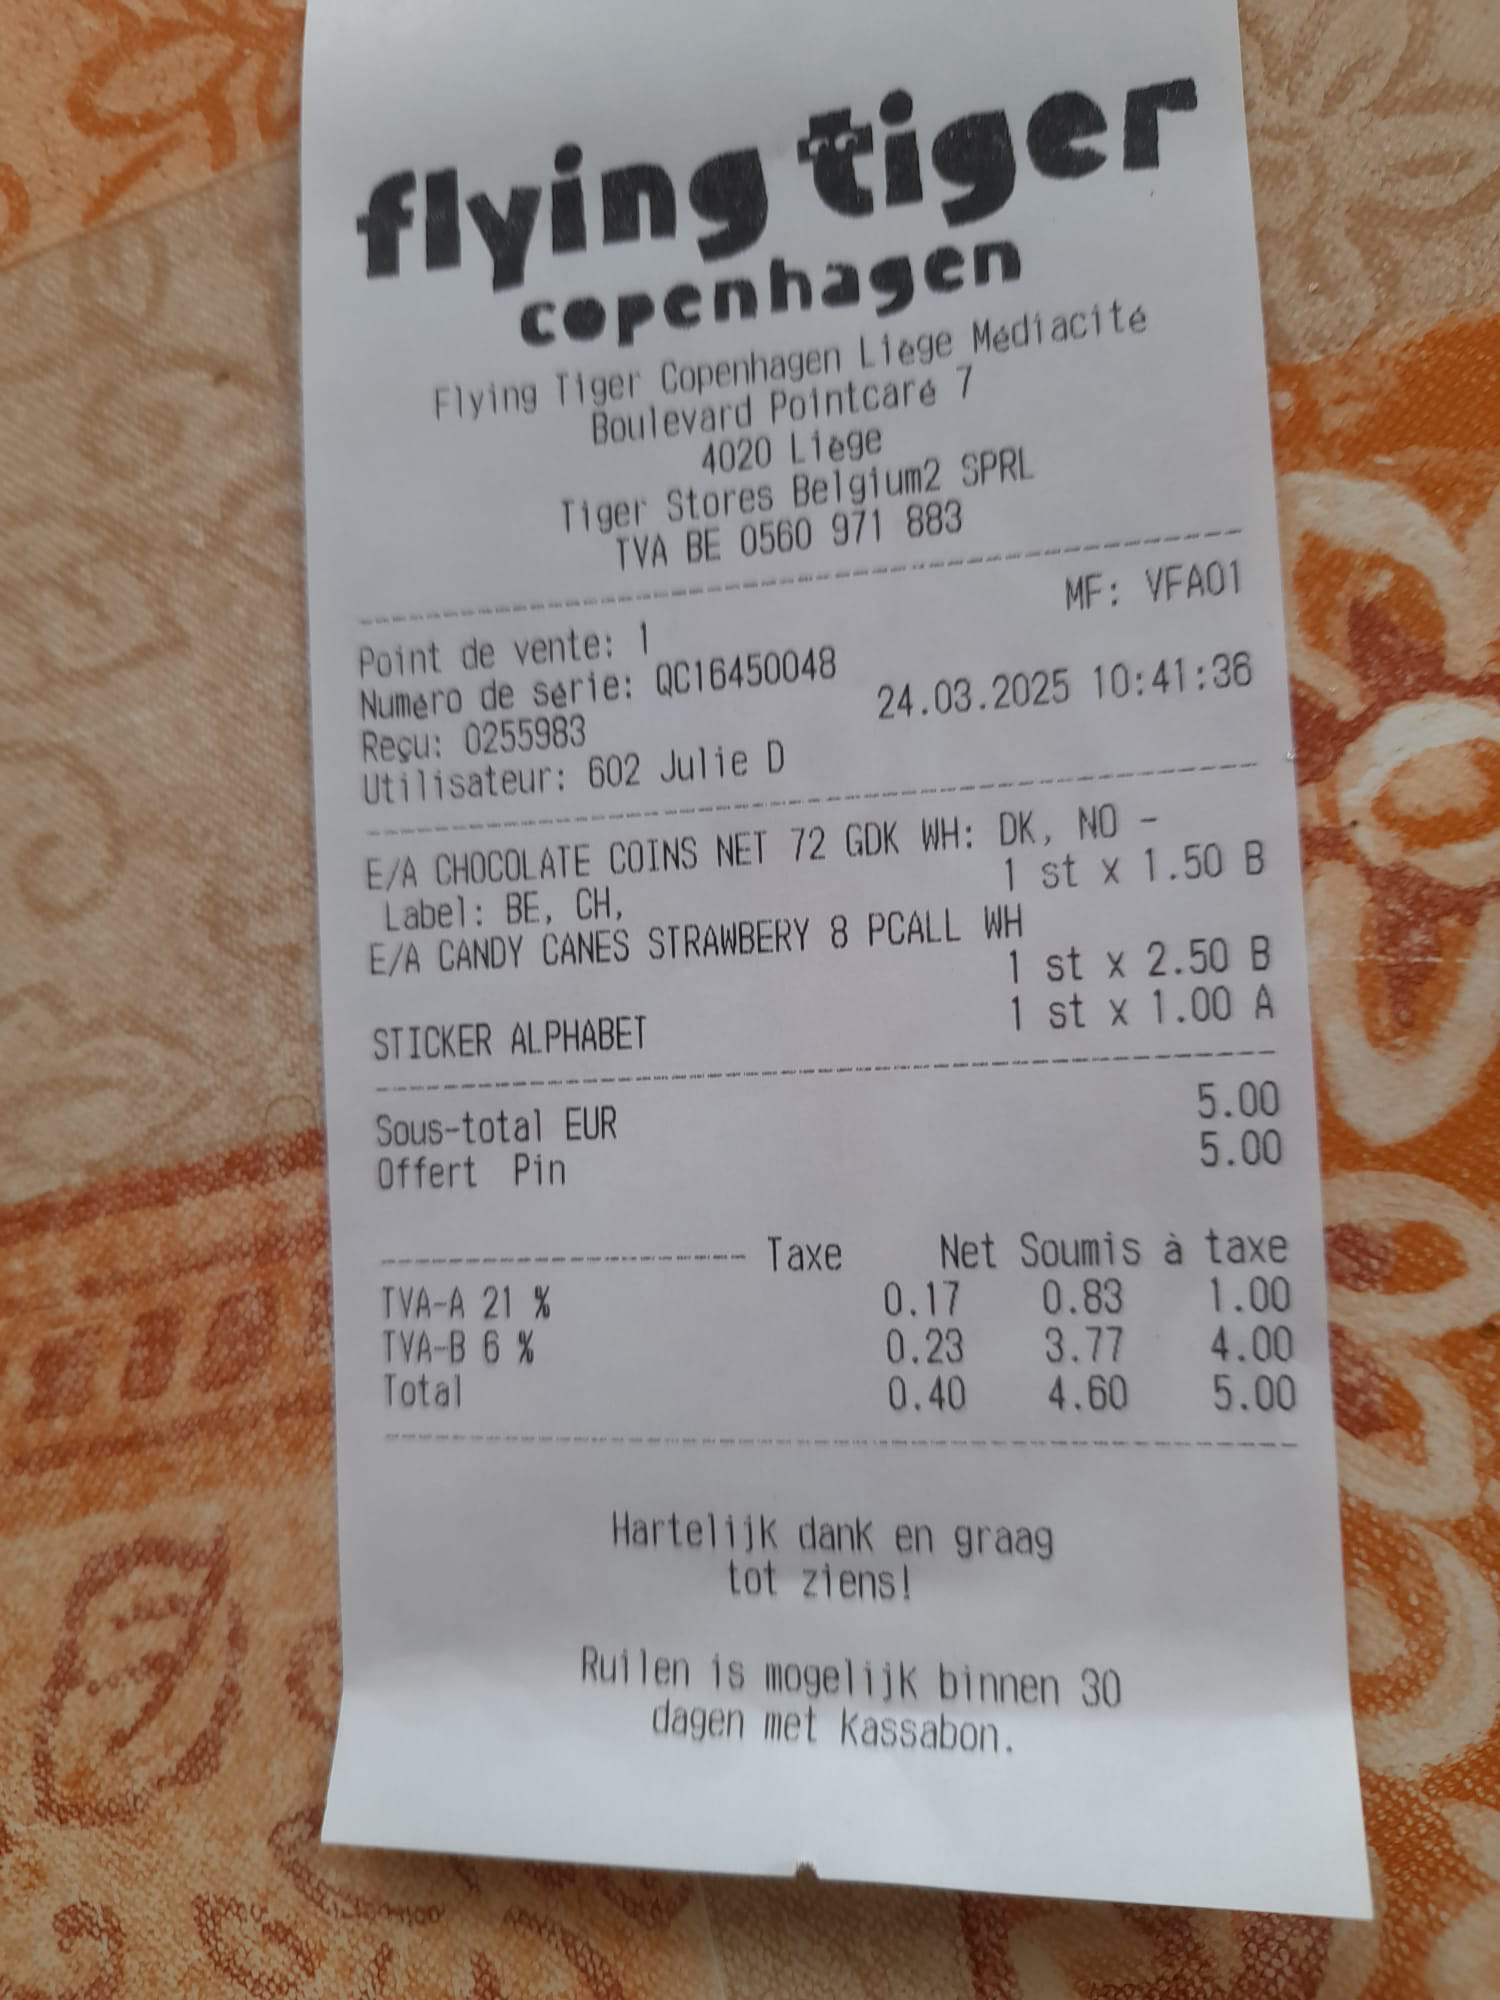 flying tiger
copenhagen
Flying Tiger Copenhagen Liège Médiacité
Boulevard Pointcaré 7
4020 Liège
Tiger Stores Belgium2 SPRL
TVA BE 0560 971 883
MF: VFA01
Point de vente: 1
Numéro de série: QC16450048
Reçu: 0255983 24.03.2025 10:41:36
Utilisateur: 602 Julie D
E/A CHOCOLATE COINS NET 72 GDK WH: DK, NO -
Label: BE, CH, 1 st x 1.50 B
E/A CANDY CANES STRAWBERY 8 PCALL WH
1 st x 2.50 B
STICKER ALPHABET 1 st x 1.00 A
Sous-total EUR 5.00
Offert Pin 5.00
Taxe Net Soumis à taxe
TVA-A 21 % 0.17 0.83 1.00
TVA-B 6 % 0.23 3.77 4.00
Total 0.40 4.60 5.00
Hartelijk dank en graag
tot ziens!
Ruilen is mogelijk binnen 30
dagen met kassabon.